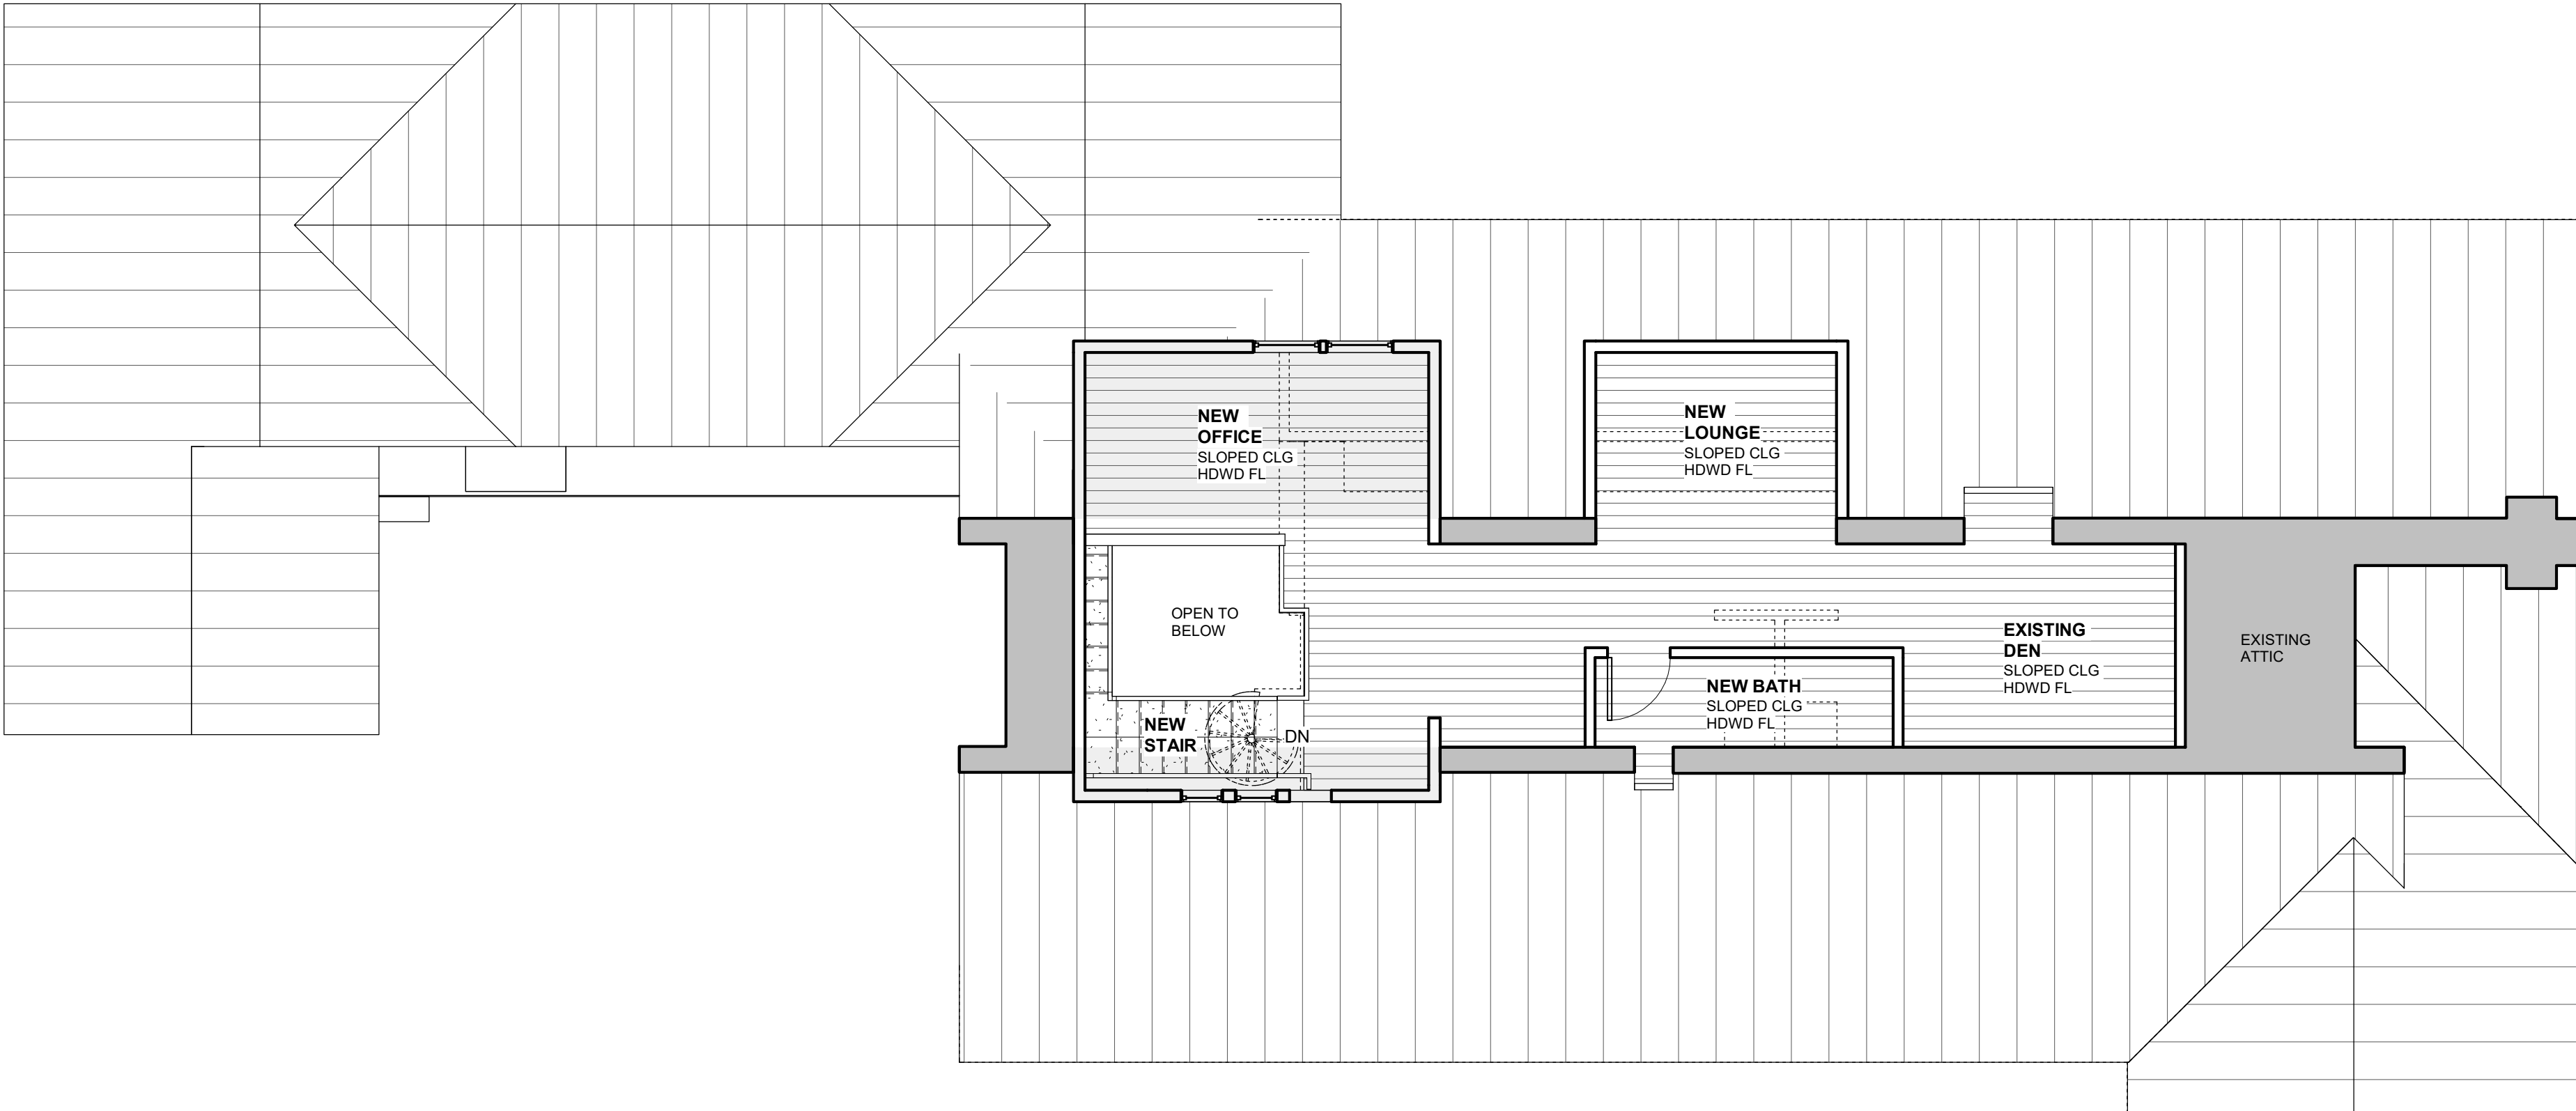 NEW
OFFICE
SLOPED CLG
HDWD FL
NEW
LOUNGE
SLOPED CLG
HDWD FL
OPEN TO
BELOW
EXISTING
DEN
SLOPED CLG
HDWD FL
EXISTING
ATTIC
NEW BATH
SLOPED CLG
HDWD FL
NEW
STAIR
DN